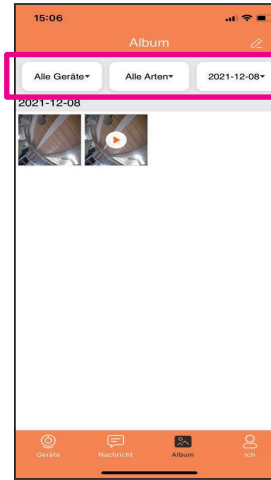 15:06
Album
Alle Geräte Alle Arten 2021-12-08
2021-12-08
Geräte Nachricht Album Ich